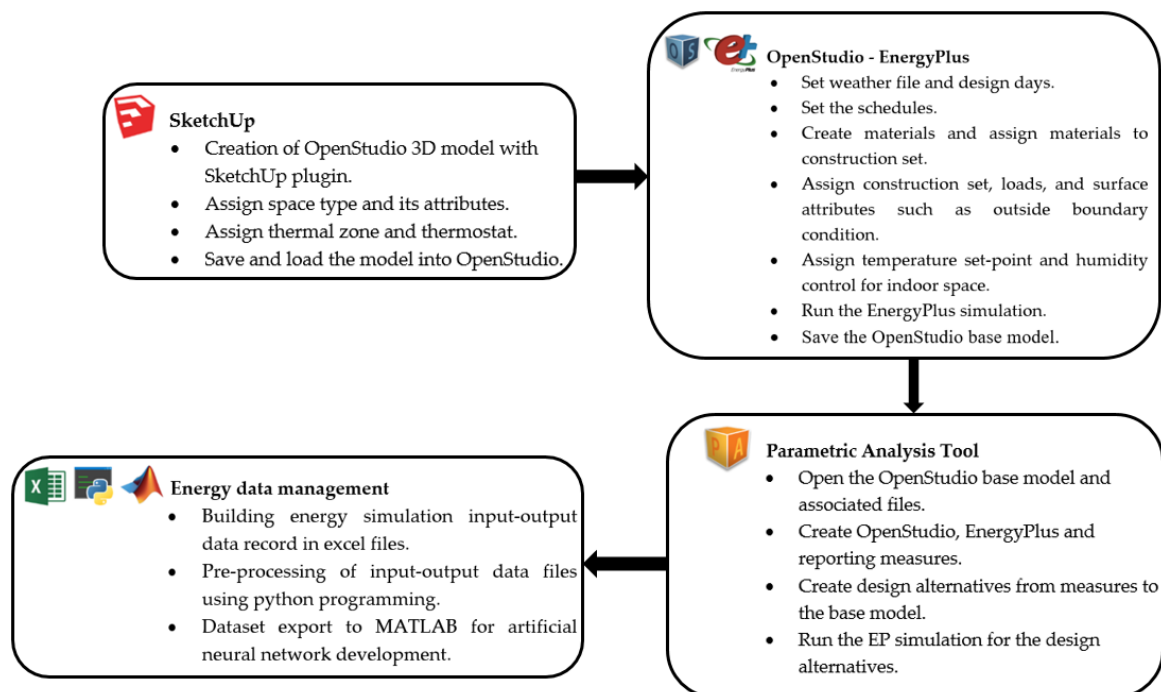 SketchUp
• Creation of OpenStudio 3D model with
SketchUp plugin.
• Assign space type and its attributes.
• Assign thermal zone and thermostat.
• Save and load the model into OpenStudio.
O S
et
EnergyPlus
OpenStudio - EnergyPlus
• Set weather file and design days.
• Set the schedules.
• Create materials and assign materials to
construction set.
• Assign construction set, loads, and surface
attributes such as outside boundary
condition.
• Assign temperature set-point and humidity
control for indoor space.
• Run the EnergyPlus simulation.
• Save the OpenStudio base model.
P A
Parametric Analysis Tool
• Open the OpenStudio base model and
associated files.
• Create OpenStudio, EnergyPlus and
reporting measures.
• Create design alternatives from measures to
the base model.
• Run the EP simulation for the design
alternatives.
X
Energy data management
• Building energy simulation input-output
data record in excel files.
• Pre-processing of input-output data files
using python programming.
• Dataset export to MATLAB for artificial
neural network development.